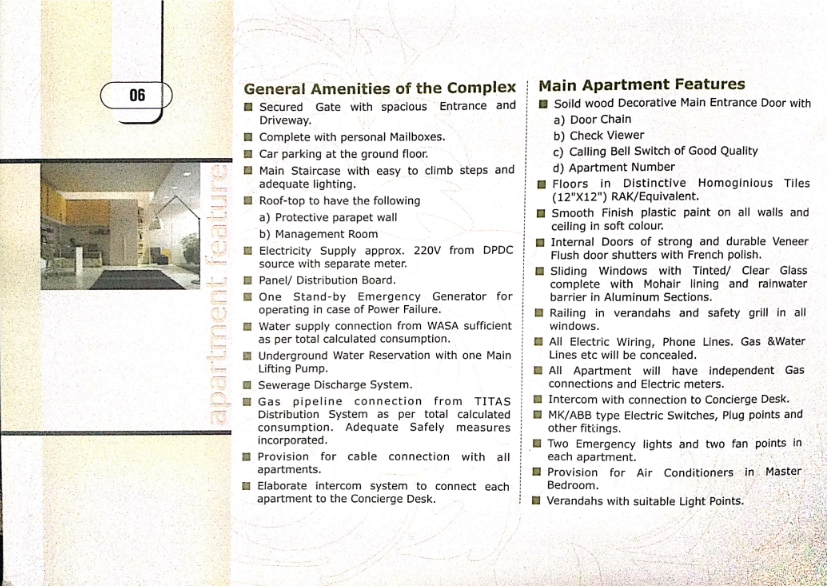 06
apartment feature
General Amenities of the Complex
Secured Gate with spacious Entrance and
Driveway.
Complete with personal Mailboxes.
Car parking at the ground floor.
Main Staircase with easy to climb steps and
adequate lighting.
Roof-top to have the following
a) Protective parapet wall
b) Management Room
Electricity Supply approx. 220V from DPDC
source with separate meter.
Panel/ Distribution Board.
One Stand-by Emergency Generator for
operating in case of Power Failure.
Water supply connection from WASA sufficient
as per total calculated consumption.
Underground Water Reservation with one Main
Lifting Pump.
Sewerage Discharge System.
Gas pipeline connection from TITAS
Distribution System as per total calculated
consumption. Adequate Safely measures
incorporated.
Provision for cable connection with all
apartments.
Elaborate intercom system to connect each
apartment to the Concierge Desk.
Main Apartment Features
Soild wood Decorative Main Entrance Door with
a) Door Chain
b) Check Viewer
c) Calling Bell Switch of Good Quality
d) Apartment Number
Floors in Distinctive Homoginious Tiles
(12"X12") RAK/Equivalent.
Smooth Finish plastic paint on all walls and
ceiling in soft colour.
Internal Doors of strong and durable Veneer
Flush door shutters with French polish.
Sliding Windows with Tinted/ Clear Glass
complete with Mohair lining and rainwater
barrier in Aluminum Sections.
Railing in verandahs and safety grill in all
windows.
All Electric Wiring, Phone Lines. Gas &Water
Lines etc will be concealed.
All Apartment will have independent Gas
connections and Electric meters.
Intercom with connection to Concierge Desk.
MK/ABB type Electric Switches, Plug points and
other fittings.
Two Emergency lights and two fan points in
each apartment.
Provision for Air Conditioners in Master
Bedroom.
Verandahs with suitable Light Points.